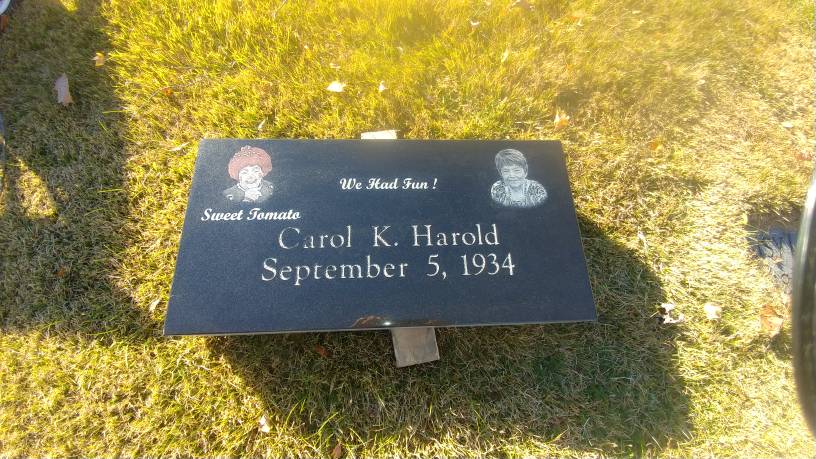 We Had Fun !
Sweet Tomato
Carol K. Harold
September 5, 1934